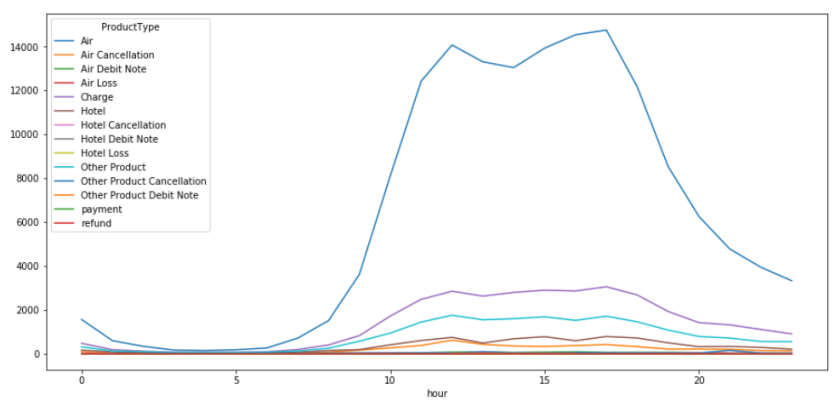 ProductType
Air
Air Cancellation
Air Debit Note
Air Loss
Charge
Hotel
Hotel Cancellation
Hotel Debit Note
Hotel Loss
Other Product
Other Product Cancellation
Other Product Debit Note
payment
refund
14000
12000
10000
8000
6000
4000
2000
0
0 5 10 15 20
hour